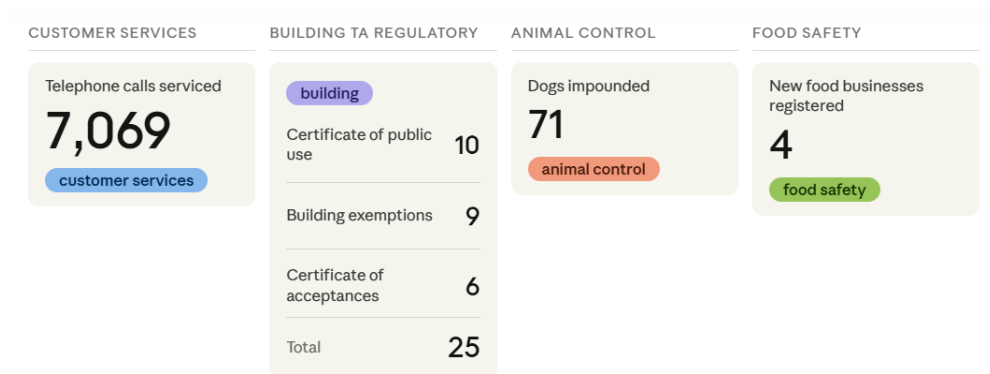 CUSTOMER SERVICES
Telephone calls serviced
7,069
customer services
BUILDING TA REGULATORY
building
Certificate of public
use
10
Building exemptions
9
Certificate of
acceptances
6
Total
25
ANIMAL CONTROL
Dogs impounded
71
animal control
FOOD SAFETY
New food businesses
registered
4
food safety